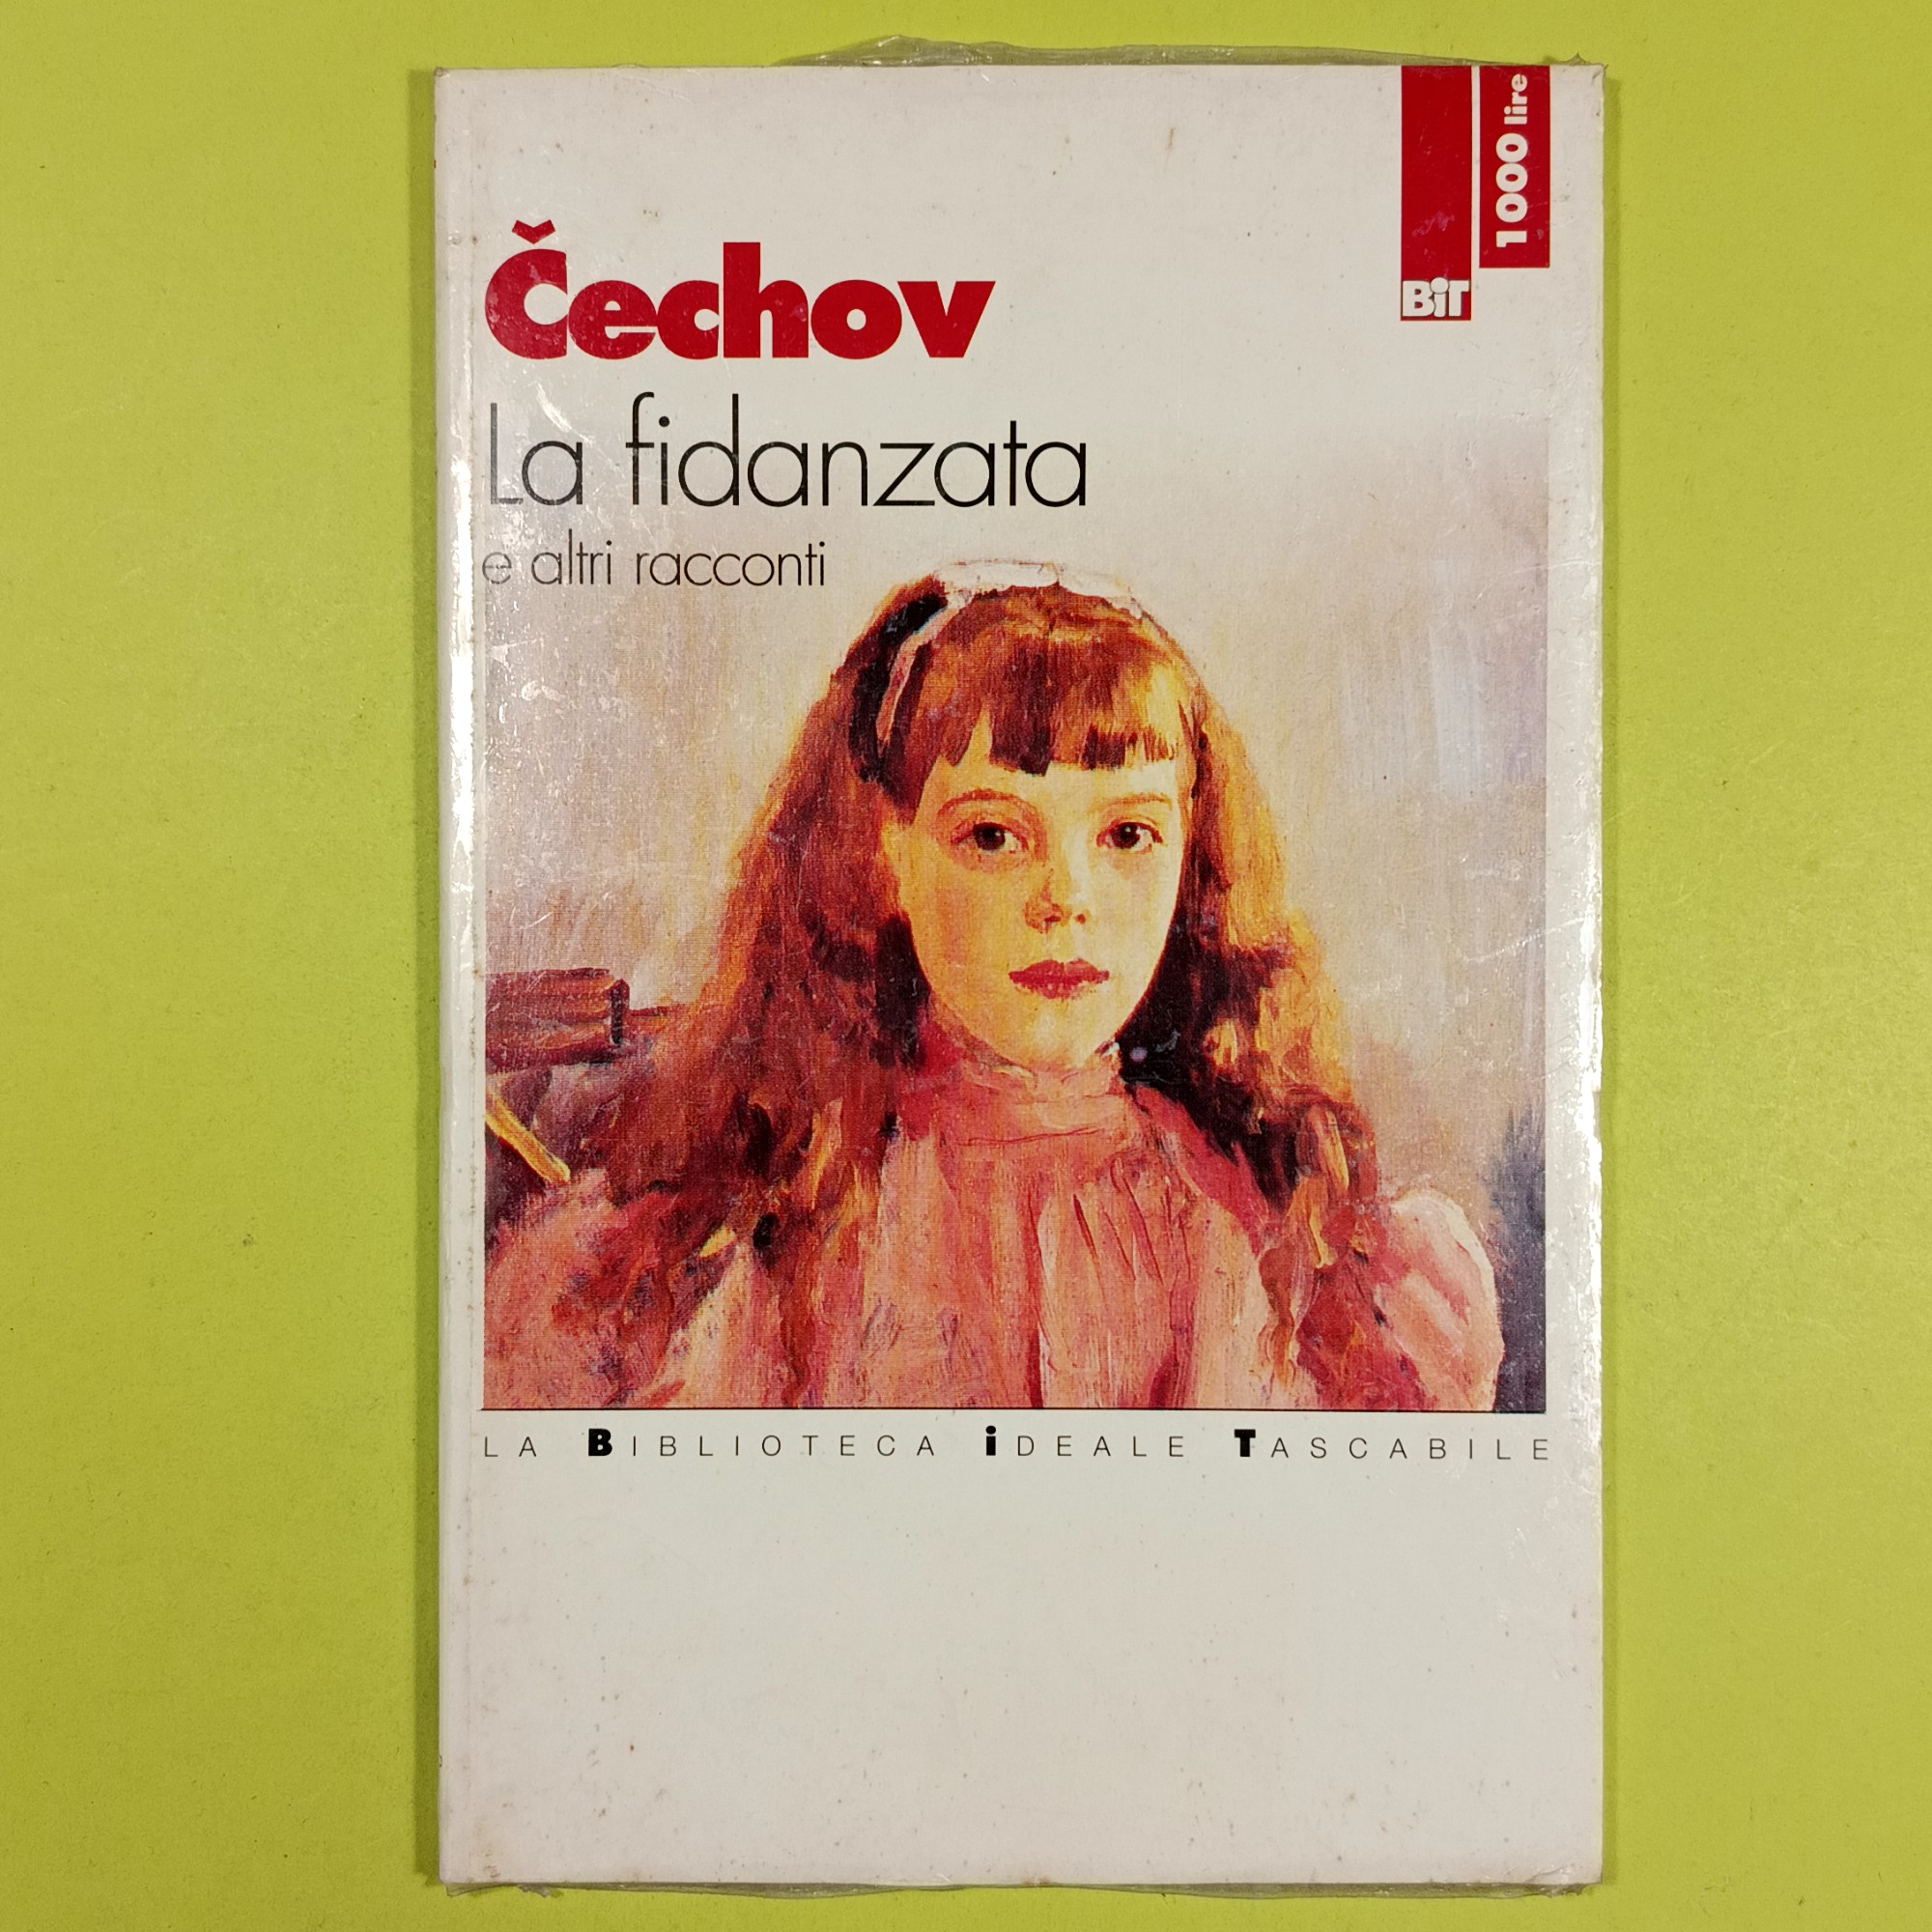 1000 lire
BiT
Čechov
La fidanzata
e altri racconti
LA BIBLIOTECA iDEALE TASCABILE